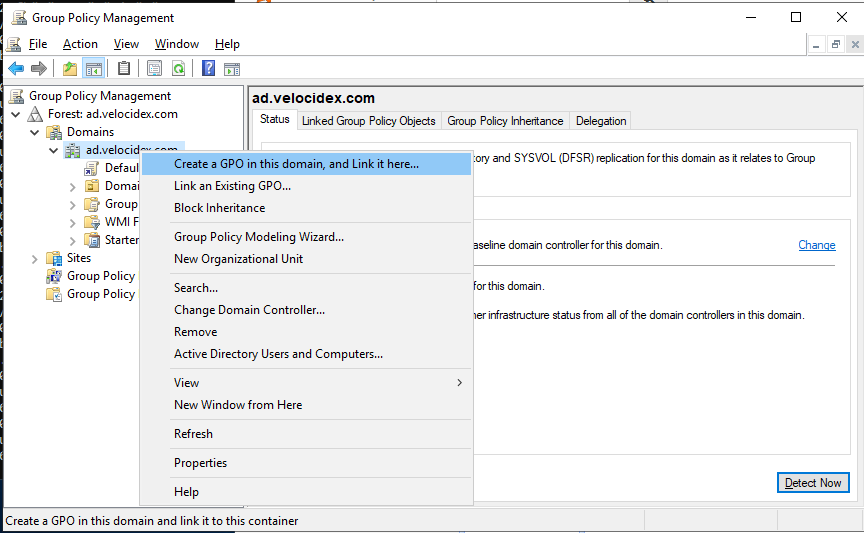 Group Policy Management
File Action View Window Help
Group Policy Management
Forest: ad.velocidex.com
Domains
ad.velocidex.com
Defaul
Domai
Group
WMI F
Starter
Sites
Group Policy
Group Policy
Create a GPO in this domain, and Link it here...
Link an Existing GPO...
Block Inheritance
Group Policy Modeling Wizard...
New Organizational Unit
Search...
Change Domain Controller...
Remove
Active Directory Users and Computers...
View
New Window from Here
Refresh
Properties
Help
ad.velocidex.com
Status Linked Group Policy Objects Group Policy Inheritance Delegation
ory and SYSVOL (DFSR) replication for this domain as it relates to Group
aseline domain controller for this domain. Change
for this domain.
er infrastructure status from all of the domain controllers in this domain.
Detect Now
Create a GPO in this domain and link it to this container